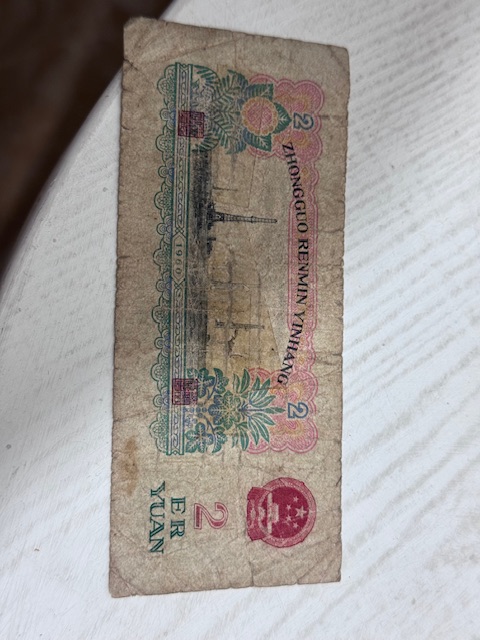 2
ZHONGGUO RENMIN YINHANG
2
1960
2
ER
YUAN